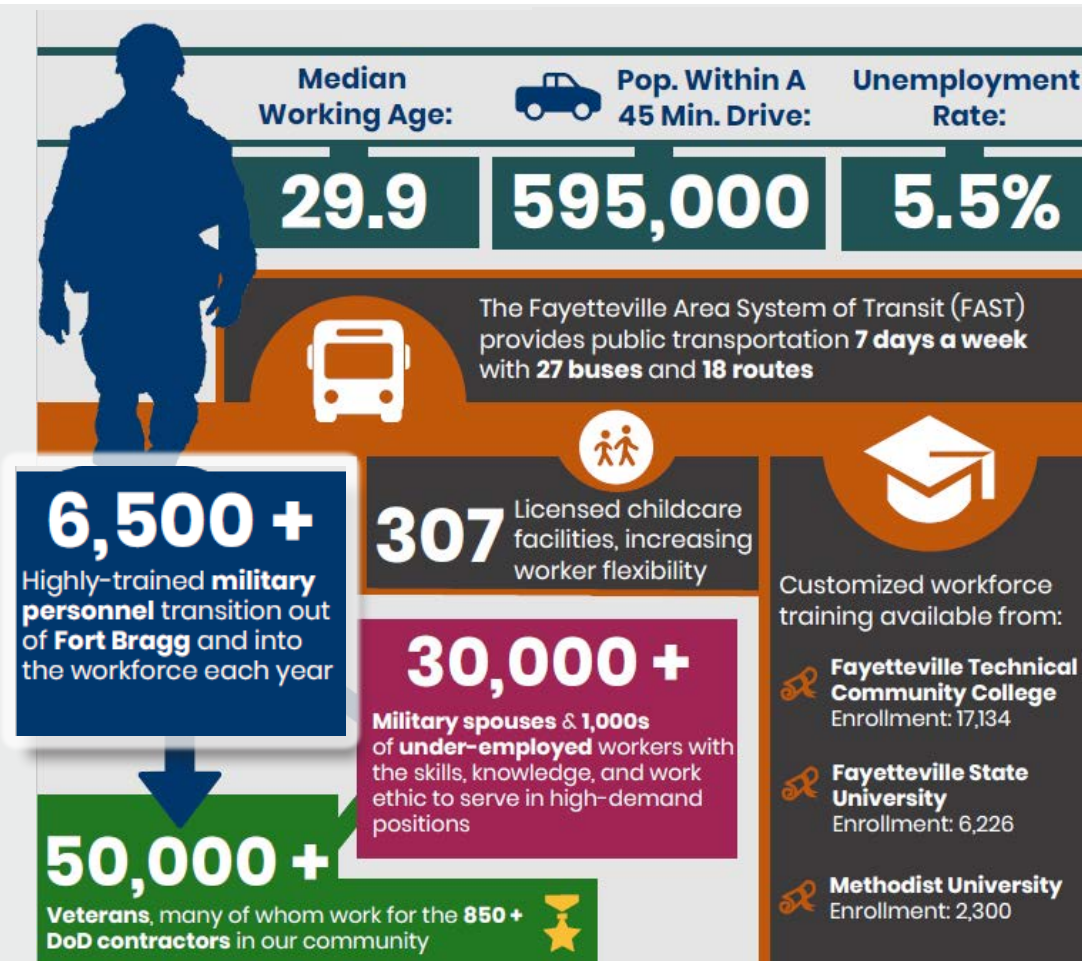 Median
Working Age:
29.9
Pop. Within A
45 Min. Drive:
595,000
Unemployment
Rate:
5.5%
The Fayetteville Area System of Transit (FAST)
provides public transportation 7 days a week
with 27 buses and 18 routes
6,500 +
Highly-trained military
personnel transition out
of Fort Bragg and into
the workforce each year
307
Licensed childcare
facilities, increasing
worker flexibility
30,000 +
Military spouses & 1,000s
of under-employed workers with
the skills, knowledge, and work
ethic to serve in high-demand
positions
50,000 +
Veterans, many of whom work for the 850 +
DoD contractors in our community
Customized workforce
training available from:
Fayetteville Technical
Community College
Enrollment: 17,134
Fayetteville State
University
Enrollment: 6,226
Methodist University
Enrollment: 2,300